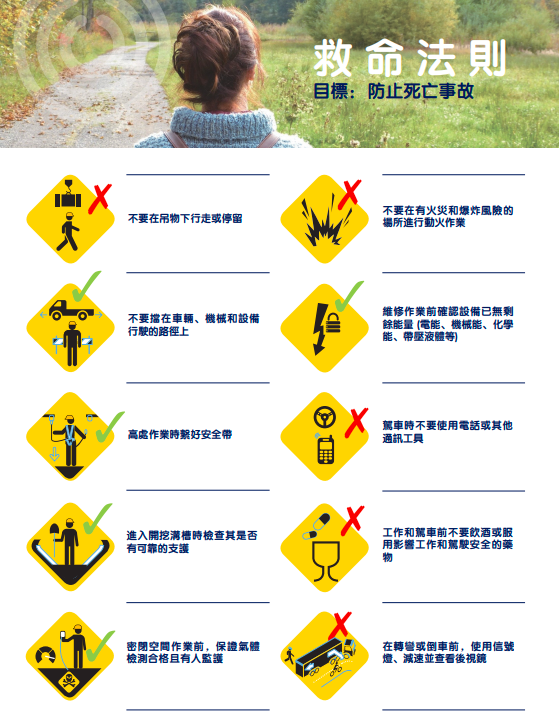 救命法則
目標：防止死亡事故
不要在吊物下行走或停留
不要在有火災和爆炸風險的
場所進行動火作業
不要擋在車輛、機械和設備
行駛的路徑上
維修作業前確認設備已無剩
餘能量 (電能、機械能、化學
能、帶壓液體等)
高處作業時繫好安全帶
駕車時不要使用電話或其他
通訊工具
進入開挖溝槽時檢查其是否
有可靠的支護
工作和駕車前不要飲酒或服
用影響工作和駕駛安全的藥
物
密閉空間作業前，保證氣體
檢測合格且有人監護
在轉彎或倒車前，使用信號
燈、減速並查看後視鏡